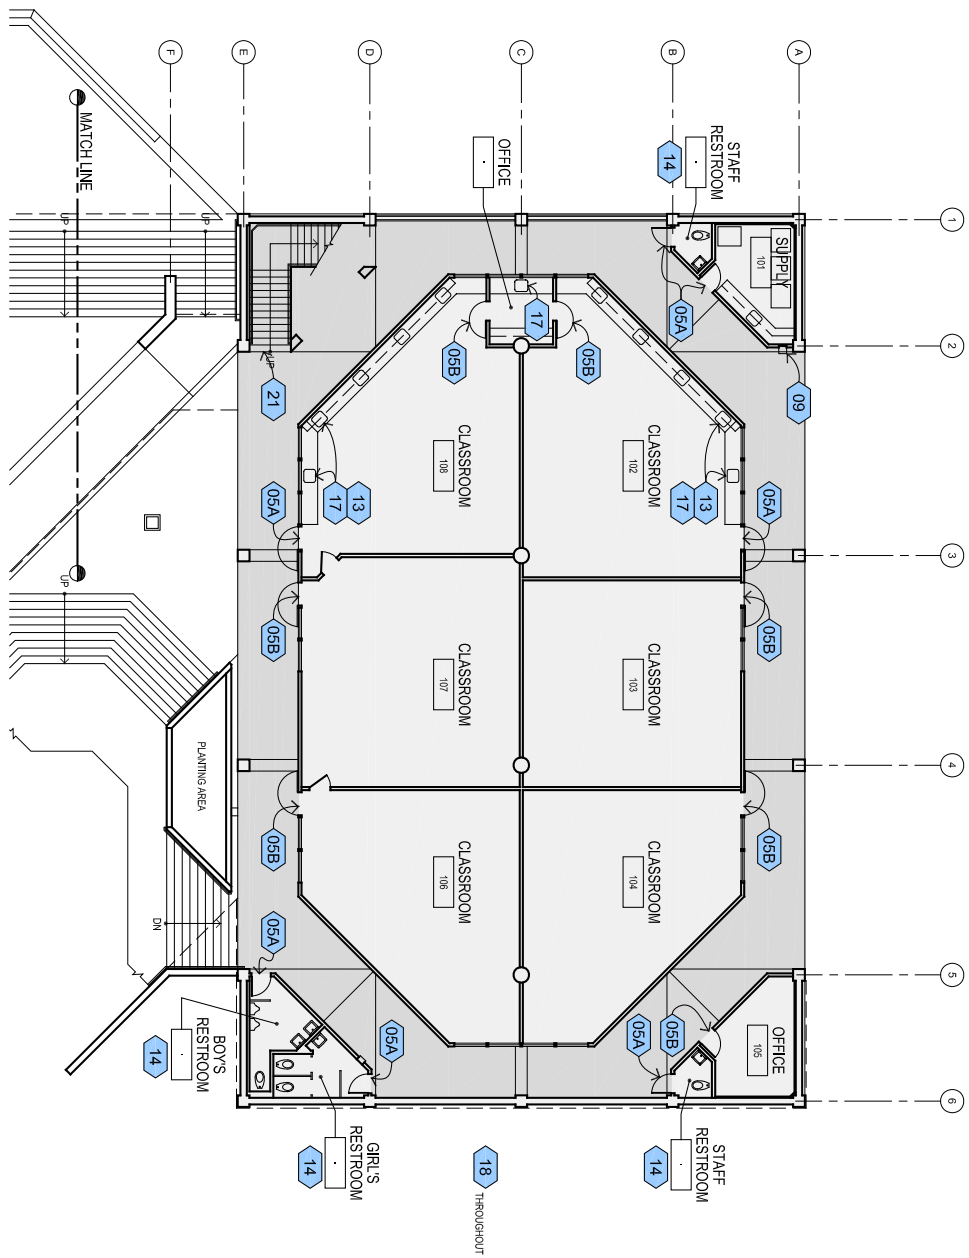 F
E
D
C
B
A
1
2
3
4
5
6
MATCH LINE
OFFICE
.
STAFF
RESTROOM
.
14
SUPPLY
101
05A
09
UP
UP
UP
21
17
05B
05B
CLASSROOM
108
CLASSROOM
102
13
17
13
17
05A
05A
UP
05B
05B
CLASSROOM
107
CLASSROOM
103
PLANTING AREA
05B
05B
CLASSROOM
106
CLASSROOM
104
DN
05A
05A
05A
05B
OFFICE
105
BOY'S
RESTROOM
.
14
GIRL'S
RESTROOM
.
14
18
THROUGHOUT
STAFF
RESTROOM
.
14